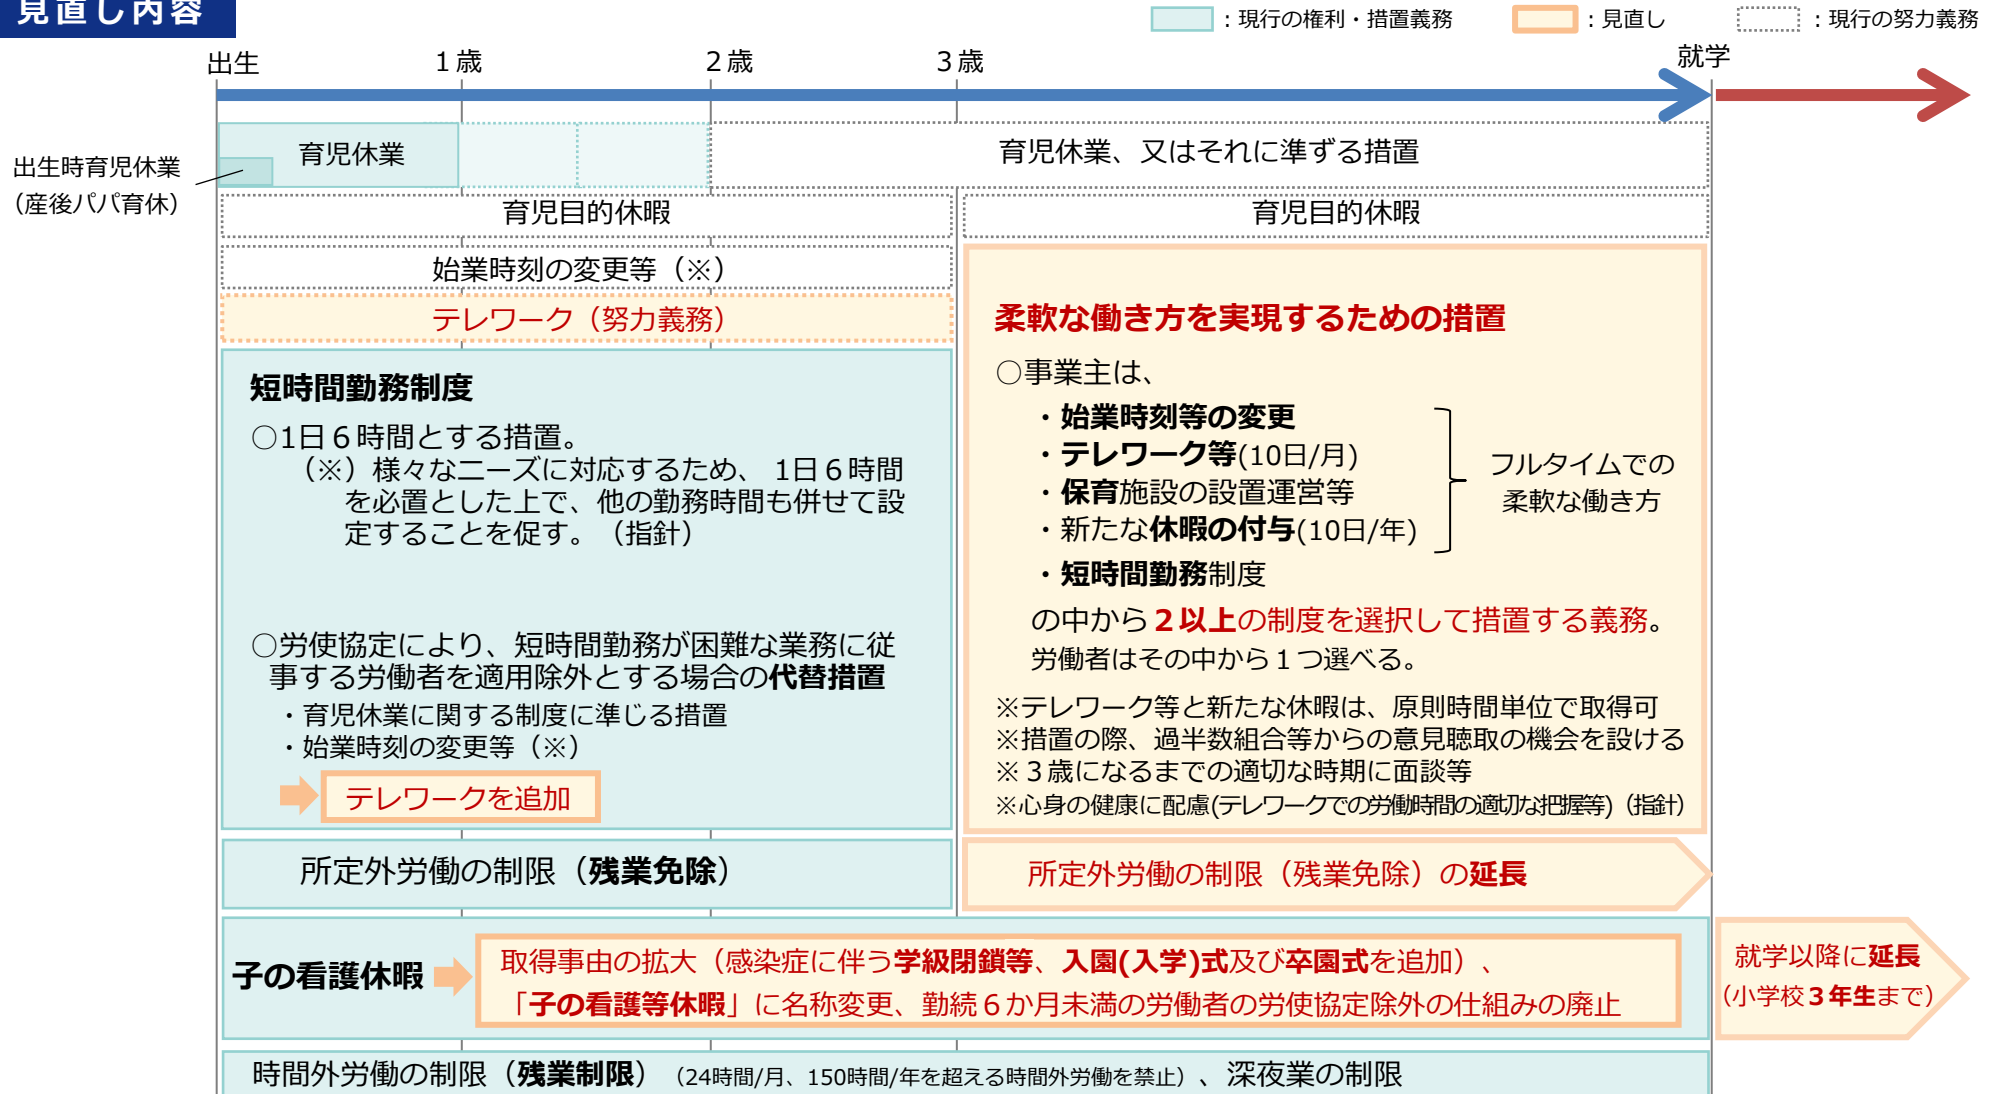 見直し内容
：現行の権利・措置義務
：見直し
：現行の努力義務
出生
１歳
２歳
３歳
就学
出生時育児休業
（産後パパ育休）
育児休業
育児休業、又はそれに準ずる措置
育児目的休暇
育児目的休暇
始業時刻の変更等（※）
テレワーク（努力義務）
短時間勤務制度
○1日６時間とする措置。
（※）様々なニーズに対応するため、 1日６時間
を必置とした上で、他の勤務時間も併せて設
定することを促す。（指針）
○労使協定により、短時間勤務が困難な業務に従
事する労働者を適用除外とする場合の代替措置
・育児休業に関する制度に準じる措置
・始業時刻の変更等（※）
テレワークを追加
柔軟な働き方を実現するための措置
○事業主は、
・始業時刻等の変更
・テレワーク等(10日/月)
・保育施設の設置運営等
・新たな休暇の付与(10日/年)
フルタイムでの
柔軟な働き方
・短時間勤務制度
の中から２以上の制度を選択して措置する義務。
労働者はその中から１つ選べる。
※テレワーク等と新たな休暇は、原則時間単位で取得可
※措置の際、過半数組合等からの意見聴取の機会を設ける
※３歳になるまでの適切な時期に面談等
※心身の健康に配慮(テレワークでの労働時間の適切な把握等)（指針）
所定外労働の制限（残業免除）
所定外労働の制限（残業免除）の延長
子の看護休暇
取得事由の拡大（感染症に伴う学級閉鎖等、入園(入学)式及び卒園式を追加）、
「子の看護等休暇」に名称変更、勤続６か月未満の労働者の労使協定除外の仕組みの廃止
就学以降に延長
（小学校３年生まで）
時間外労働の制限（残業制限）（24時間/月、150時間/年を超える時間外労働を禁止）、深夜業の制限